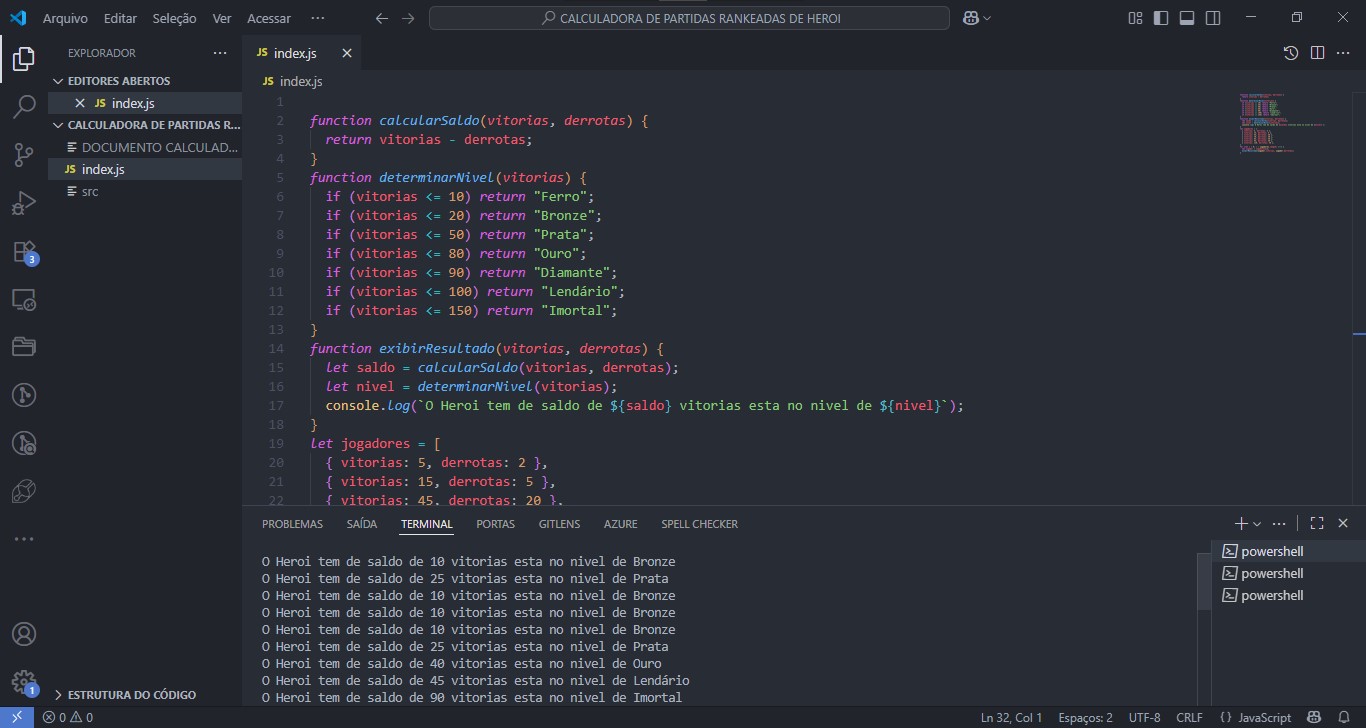 Arquivo Editar Seleção Ver Acessar ···
CALCULADORA DE PARTIDAS RANKEADAS DE HEROI
EXPLORADOR ···
EDITORES ABERTOS
JS index.js
CALCULADORA DE PARTIDAS R...
DOCUMENTO CALCULAD...
JS index.js
src
3
ESTRUTURA DO CÓDIGO
1
JS index.js
JS index.js
1
2 function calcularSaldo(vitorias, derrotas) {
3 return vitorias - derrotas;
4 }
5 function determinarNivel(vitorias) {
6 if (vitorias <= 10) return "Ferro";
7 if (vitorias <= 20) return "Bronze";
8 if (vitorias <= 50) return "Prata";
9 if (vitorias <= 80) return "Ouro";
10 if (vitorias <= 90) return "Diamante";
11 if (vitorias <= 100) return "Lendário";
12 if (vitorias <= 150) return "Imortal";
13 }
14 function exibirResultado(vitorias, derrotas) {
15 let saldo = calcularSaldo(vitorias, derrotas);
16 let nivel = determinarNivel(vitorias);
17 console.log(`O Heroi tem de saldo de ${saldo} vitorias esta no nivel de ${nivel}`);
18 }
19 let jogadores = [
20 { vitorias: 5, derrotas: 2 },
21 { vitorias: 15, derrotas: 5 },
22 { vitorias: 45, derrotas: 20 },
PROBLEMAS SAÍDA TERMINAL PORTAS GITLENS AZURE SPELL CHECKER
O Heroi tem de saldo de 10 vitorias esta no nivel de Bronze
O Heroi tem de saldo de 25 vitorias esta no nivel de Prata
O Heroi tem de saldo de 10 vitorias esta no nivel de Bronze
O Heroi tem de saldo de 10 vitorias esta no nivel de Bronze
O Heroi tem de saldo de 10 vitorias esta no nivel de Bronze
O Heroi tem de saldo de 25 vitorias esta no nivel de Prata
O Heroi tem de saldo de 40 vitorias esta no nivel de Ouro
O Heroi tem de saldo de 45 vitorias esta no nivel de Lendário
O Heroi tem de saldo de 90 vitorias esta no nivel de Imortal
powershell
powershell
powershell
0 0 Ln 32, Col 1 Espaços: 2 UTF-8 CRLF {} JavaScript